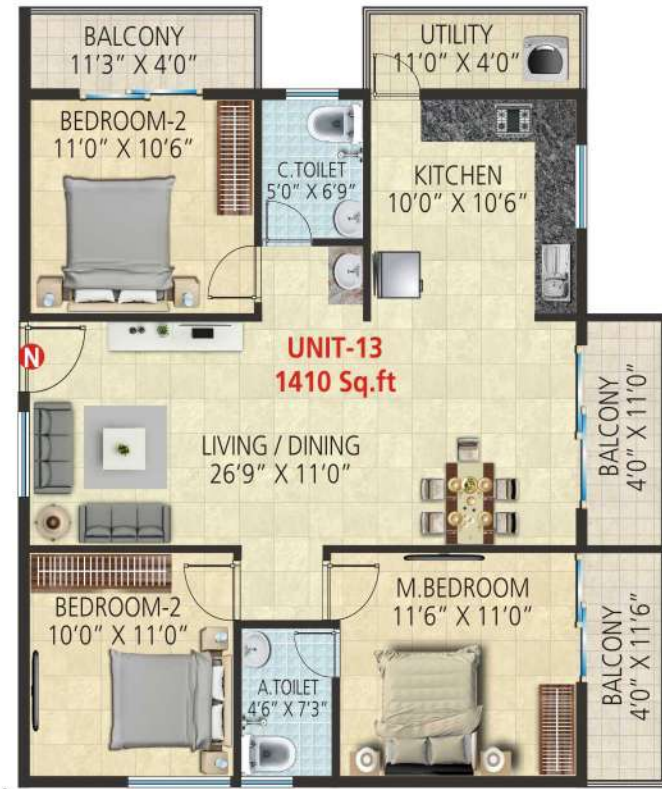 BALCONY
11'3" X 4'0"
UTILITY
11'0" X 4'0"
BEDROOM-2
11'0" X 10'6"
C.TOILET
5'0" X 6'9"
KITCHEN
10'0" X 10'6"
N
UNIT-13
1410 Sq.ft
LIVING / DINING
26'9" X 11'0"
BALCONY
4'0" X 11'0"
BEDROOM-2
10'0" X 11'0"
M.BEDROOM
11'6" X 11'0"
A.TOILET
4'6" X 7'3"
BALCONY
4'0" X 11'6"